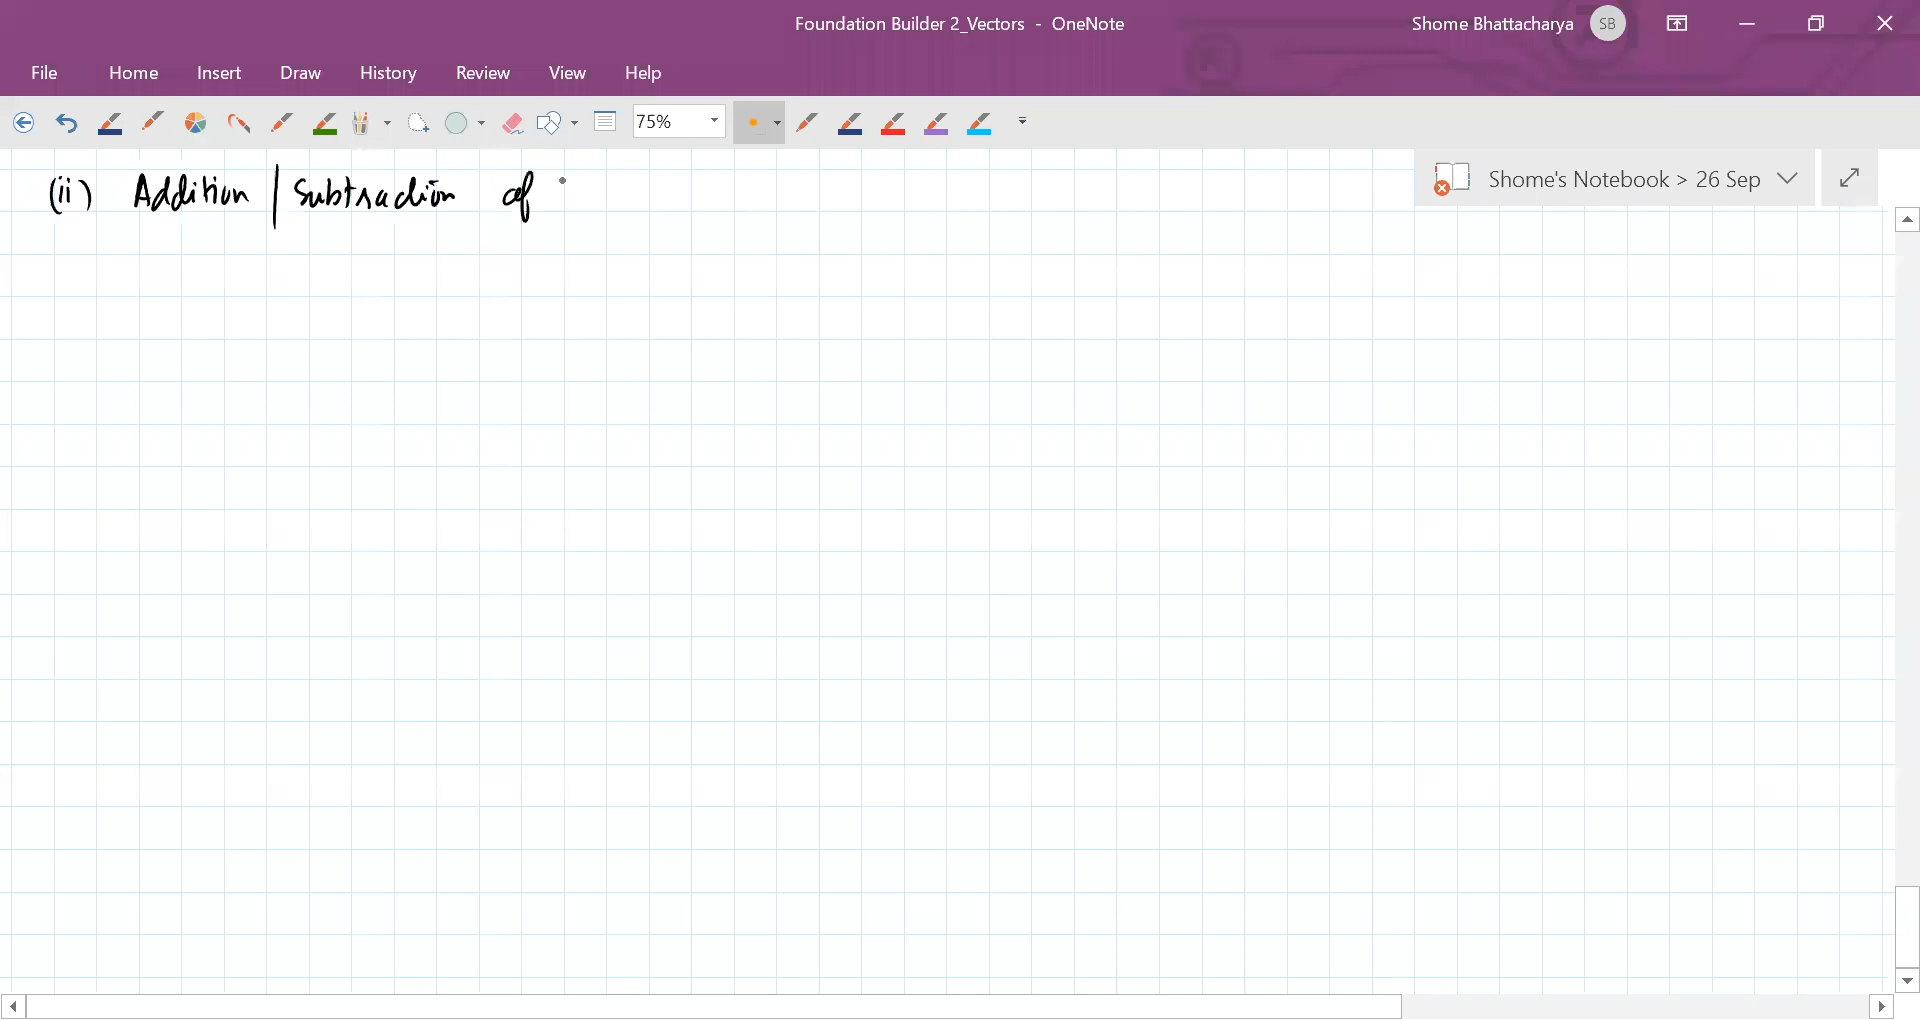 Foundation Builder 2_Vectors - OneNote
Shome Bhattacharya SB
File Home Insert Draw History Review View Help
75%
Shome's Notebook > 26 Sep
(ii) Addition | Subtraction of